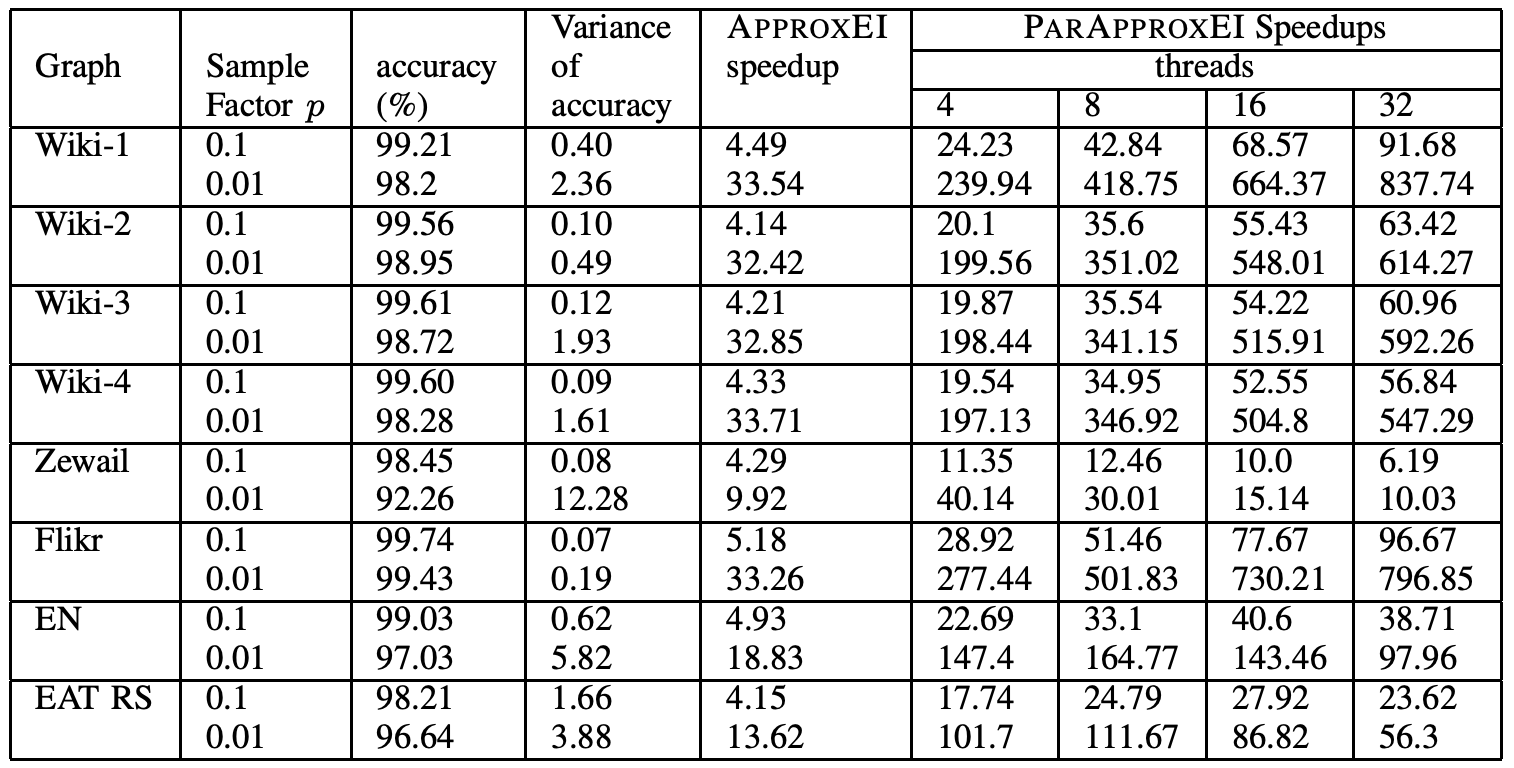 Graph Sample Factor p accuracy (%) Variance of accuracy APPROXEI speedup PARAPPROXEI Speedups
threads
4 8 16 32
Wiki-1 0.1 99.21 0.40 4.49 24.23 42.84 68.57 91.68
0.01 98.2 2.36 33.54 239.94 418.75 664.37 837.74
Wiki-2 0.1 99.56 0.10 4.14 20.1 35.6 55.43 63.42
0.01 98.95 0.49 32.42 199.56 351.02 548.01 614.27
Wiki-3 0.1 99.61 0.12 4.21 19.87 35.54 54.22 60.96
0.01 98.72 1.93 32.85 198.44 341.15 515.91 592.26
Wiki-4 0.1 99.60 0.09 4.33 19.54 34.95 52.55 56.84
0.01 98.28 1.61 33.71 197.13 346.92 504.8 547.29
Zewail 0.1 98.45 0.08 4.29 11.35 12.46 10.0 6.19
0.01 92.26 12.28 9.92 40.14 30.01 15.14 10.03
Flikr 0.1 99.74 0.07 5.18 28.92 51.46 77.67 96.67
0.01 99.43 0.19 33.26 277.44 501.83 730.21 796.85
EN 0.1 99.03 0.62 4.93 22.69 33.1 40.6 38.71
0.01 97.03 5.82 18.83 147.4 164.77 143.46 97.96
EAT RS 0.1 98.21 1.66 4.15 17.74 24.79 27.92 23.62
0.01 96.64 3.88 13.62 101.7 111.67 86.82 56.3